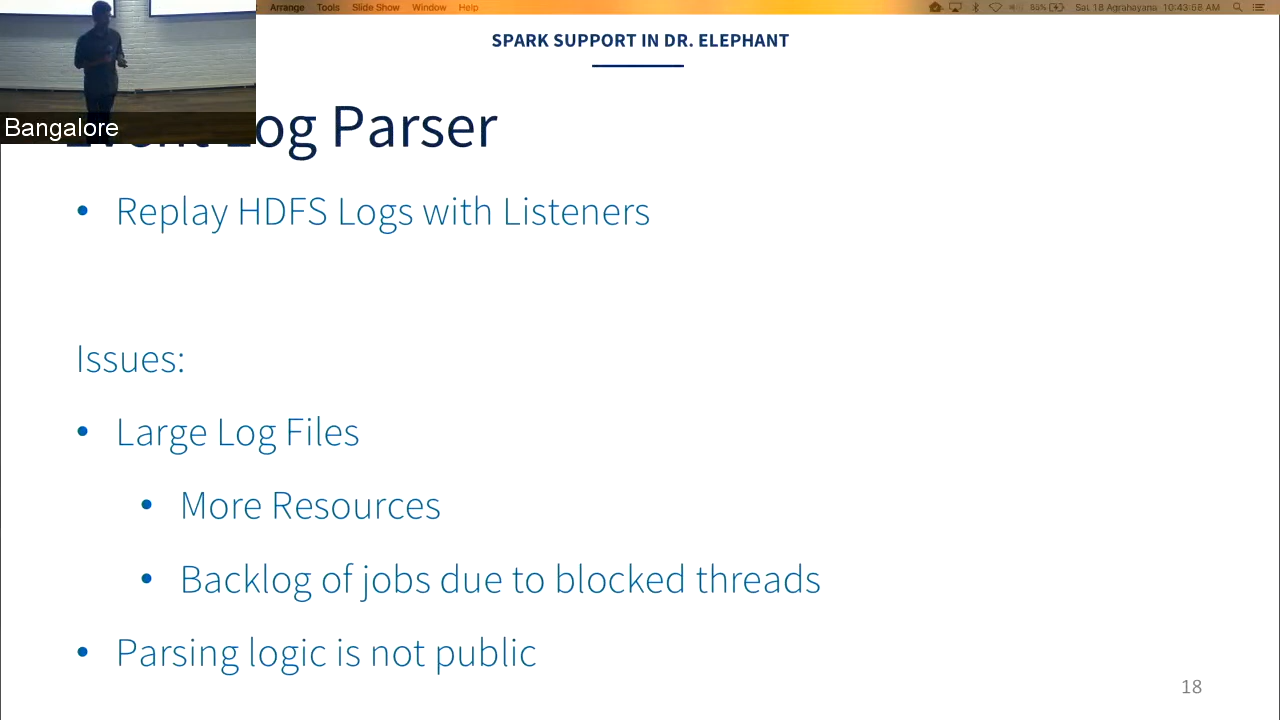 Arrange Tools Slide Show Window Help 85% Sat 18 Agrahayana 10:43:58 AM
SPARK SUPPORT IN DR. ELEPHANT
Bangalore
Event Log Parser
• Replay HDFS Logs with Listeners
Issues:
• Large Log Files
• More Resources
• Backlog of jobs due to blocked threads
• Parsing logic is not public
18